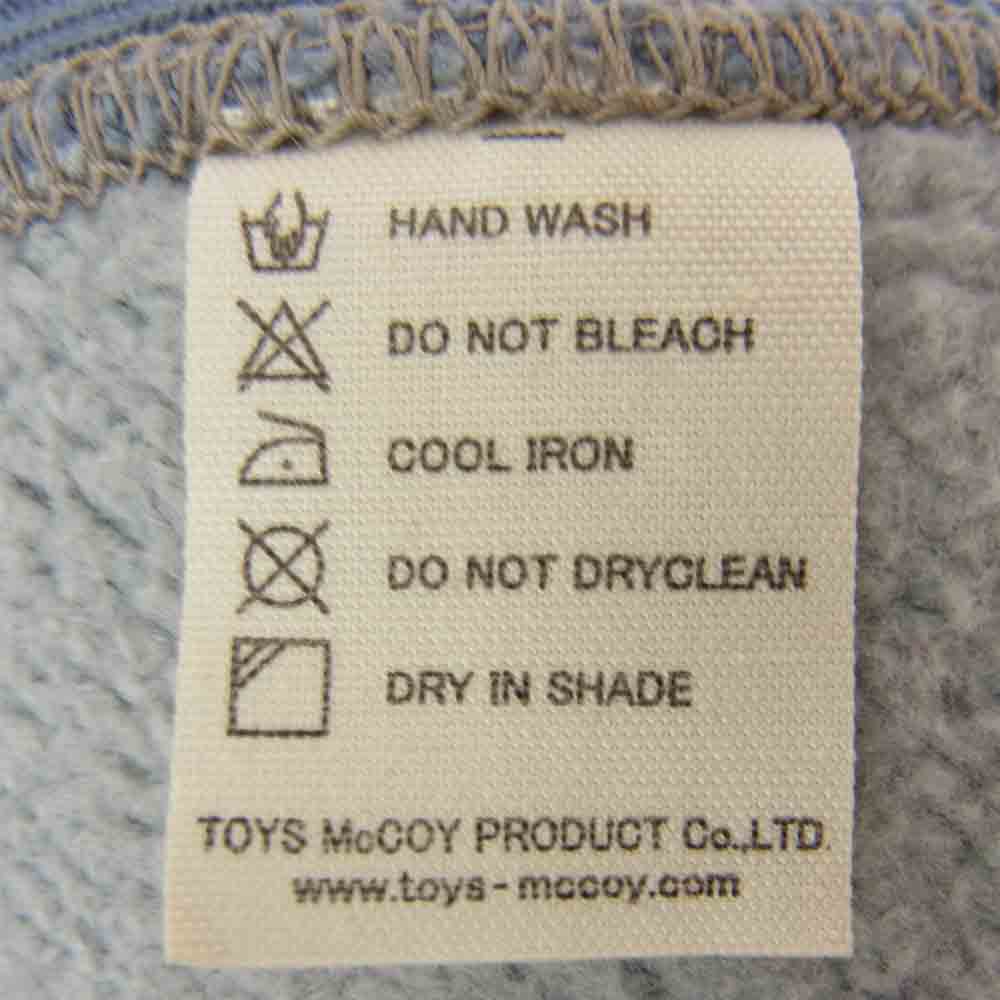 HAND WASH
DO NOT BLEACH
COOL IRON
DO NOT DRYCLEAN
DRY IN SHADE
TOYS McCOY PRODUCT Co.,LTD.
www.toys-mccoy.com